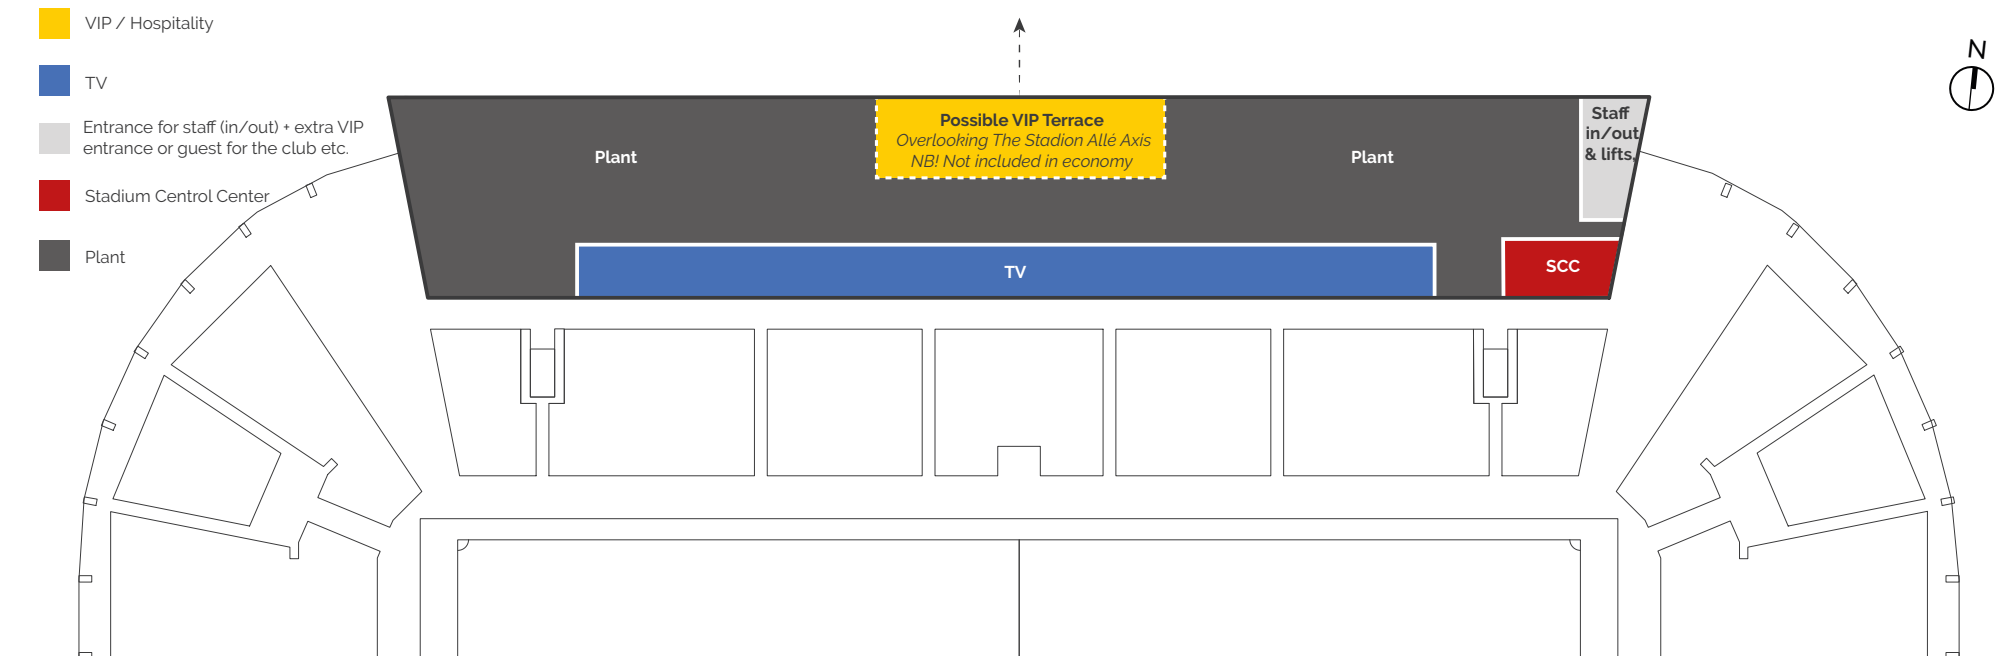 VIP / Hospitality
TV
Entrance for staff (in/out) + extra VIP
entrance or guest for the club etc.
Stadium Centrol Center
Plant
Plant
Possible VIP Terrace
Overlooking The Stadion Allé Axis
NB! Not included in economy
Plant
Staff
in/out
& lifts,
TV
SCC
N